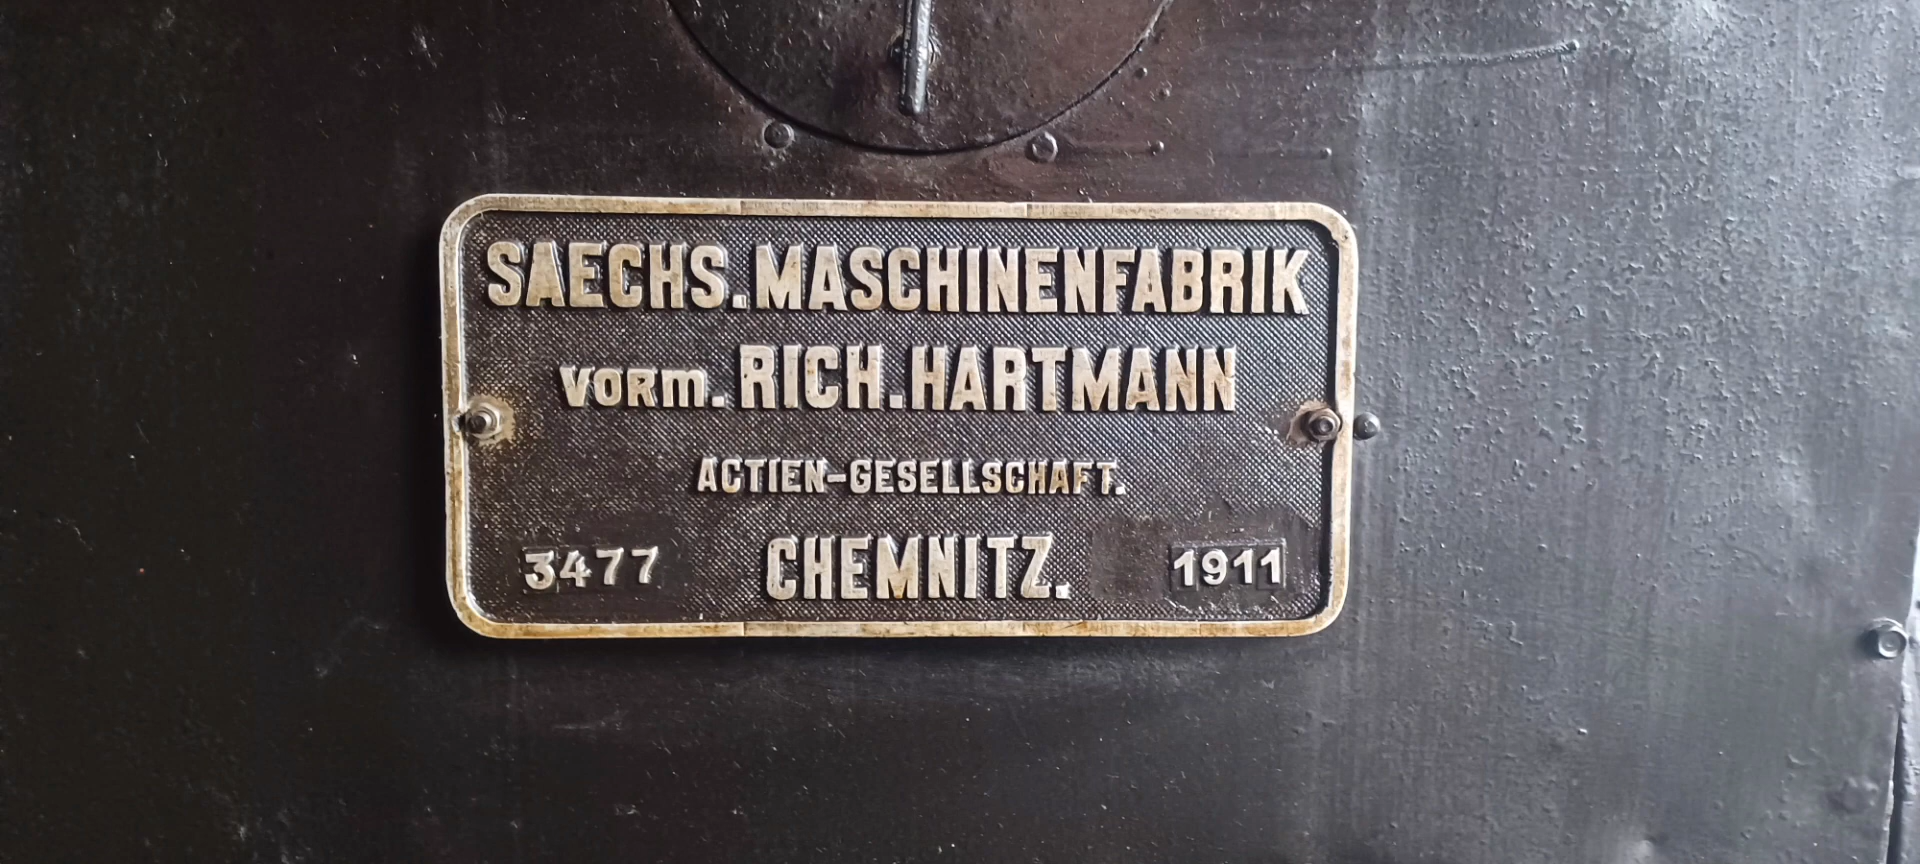 SAECHS. MASCHINENFABRIK
VORM. RICH. HARTMANN
ACTIEN-GESELLSCHAFT.
3477 CHEMNITZ. 1911